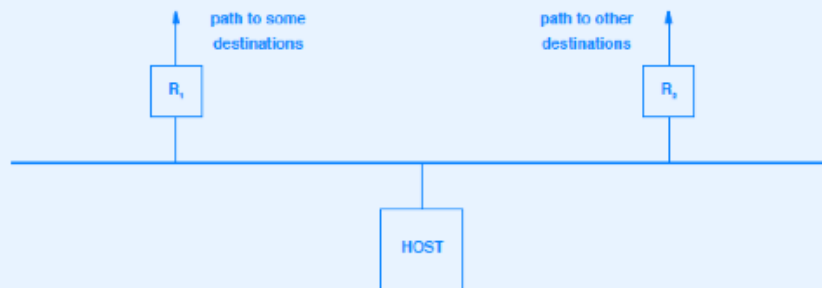 path to some
destinations
path to other
destinations
R₁
R₂
HOST